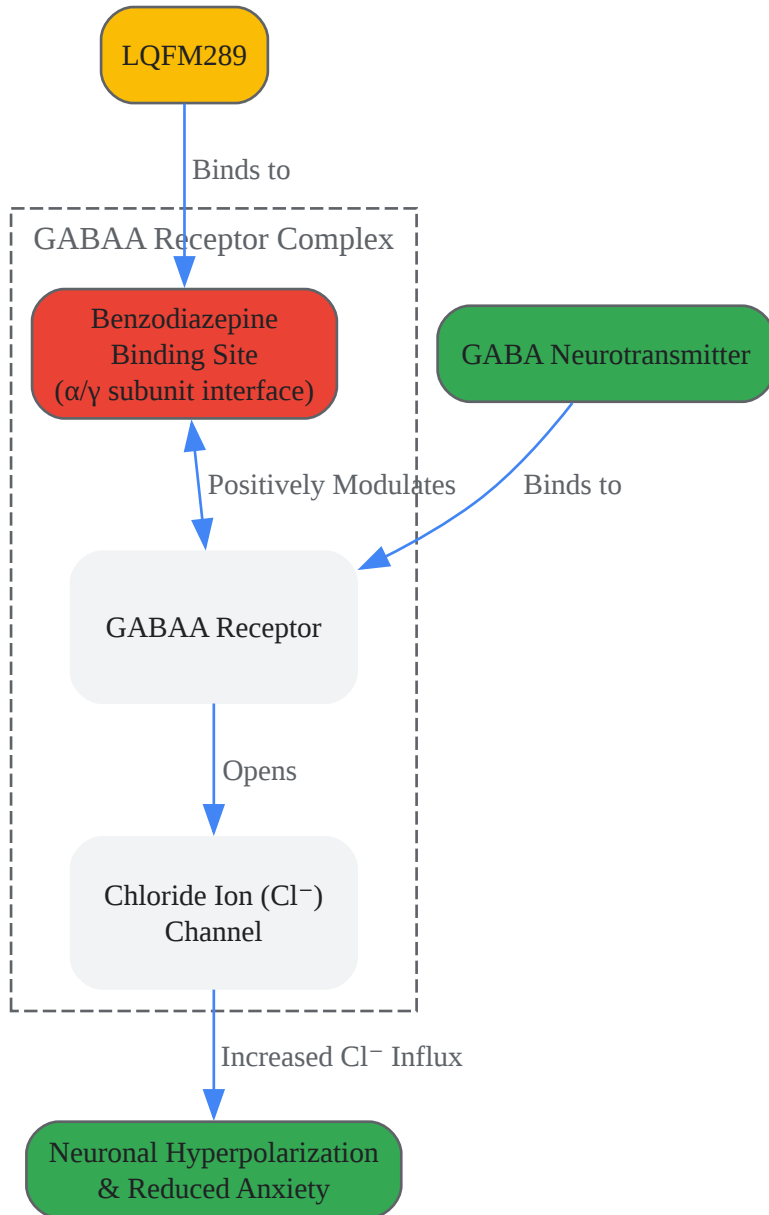 LQFM289
Binds to
GABAA Receptor Complex
Benzodiazepine
Binding Site
(α/γ subunit interface)
GABA Neurotransmitter
Positively Modulates
Binds to
GABAA Receptor
Opens
Chloride Ion (Cl⁻)
Channel
Increased Cl⁻ Influx
Neuronal Hyperpolarization
& Reduced Anxiety